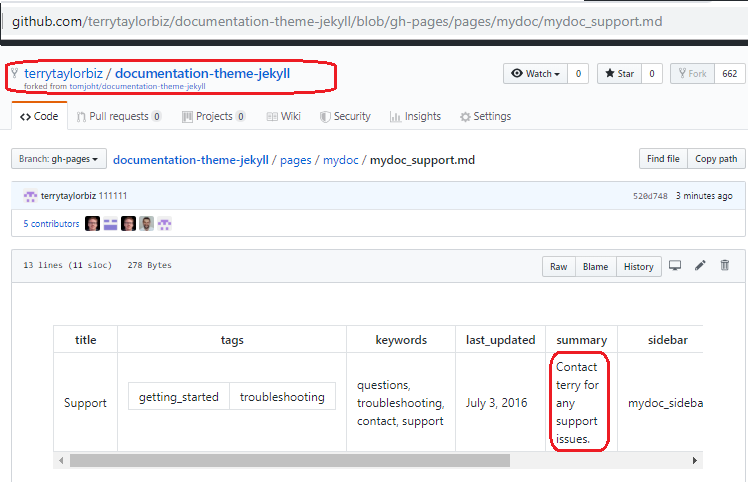 github.com/terrytaylorbiz/documentation-theme-jekyll/blob/gh-pages/pages/mydoc/mydoc_support.md
terrytaylorbiz / documentation-theme-jekyll
forked from tomjoht/documentation-theme-jekyll
Watch 0 Star 0 Fork 662
Code Pull requests 0 Projects 0 Wiki Security Insights Settings
Branch: gh-pages documentation-theme-jekyll / pages / mydoc / mydoc_support.md Find file Copy path
terrytaylorbiz 111111 520d748 3 minutes ago
5 contributors
13 lines (11 sloc) 278 Bytes Raw Blame History
title tags keywords last_updated summary sidebar
Support
getting_started troubleshooting
questions,
troubleshooting,
contact, support
July 3, 2016
Contact
terry for
any
support
issues.
mydoc_sideba